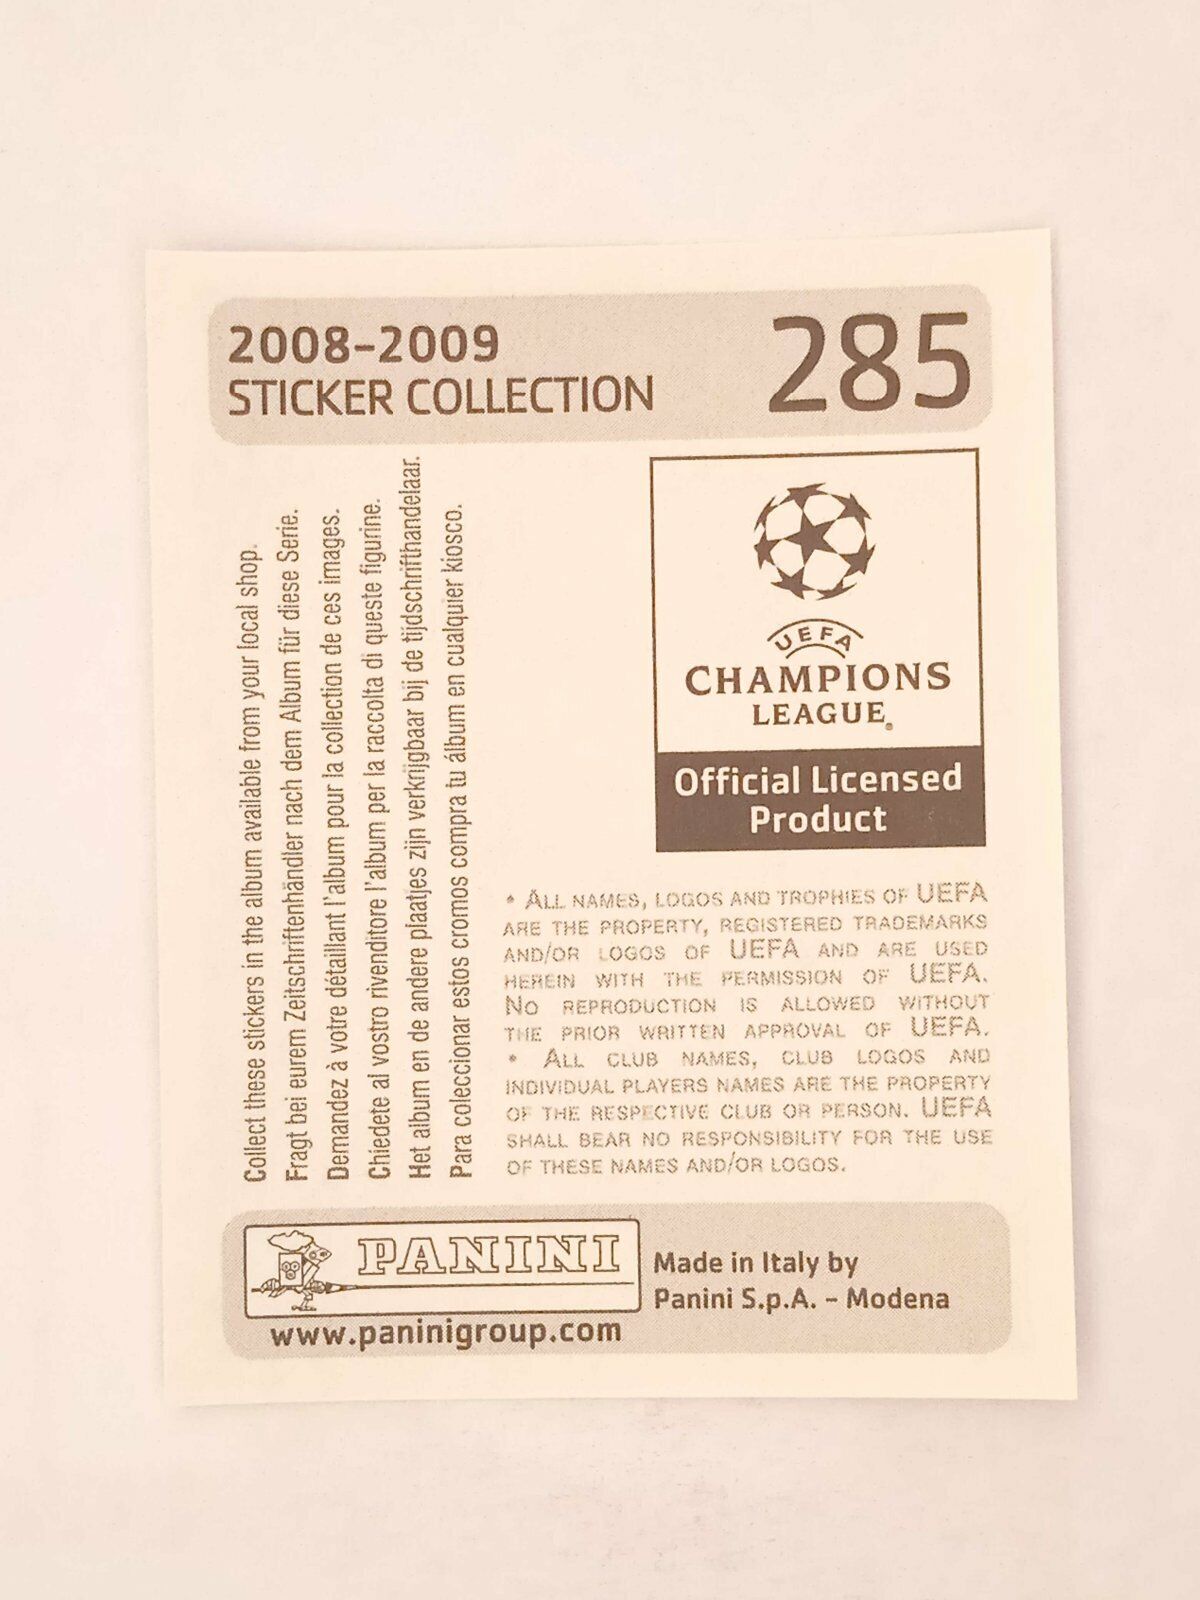 2008-2009
STICKER COLLECTION
285
Collect these stickers in the album available from your local shop.
Fragt bei eurem Zeitschriftenhändler nach dem Album für diese Serie.
Demandez à votre détaillant l'album pour la collection de ces images.
Chiedete al vostro rivenditore l'album per la raccolta di queste figurine.
Het album en de andere plaatjes zijn verkrijgbaar bij de tijdschrifthandelaar.
Para coleccionar estos cromos compra tu álbum en cualquier kiosco.
UEFA
CHAMPIONS
LEAGUE®
Official Licensed
Product
• ALL NAMES, LOGOS AND TROPHIES OF UEFA
ARE THE PROPERTY, REGISTERED TRADEMARKS
AND/OR LOGOS OF UEFA AND ARE USED
HEREIN WITH THE PERMISSION OF UEFA.
NO REPRODUCTION IS ALLOWED WITHOUT
THE PRIOR WRITTEN APPROVAL OF UEFA.
• ALL CLUB NAMES, CLUB LOGOS AND
INDIVIDUAL PLAYERS NAMES ARE THE PROPERTY
OF THE RESPECTIVE CLUB OR PERSON. UEFA
SHALL BEAR NO RESPONSIBILITY FOR THE USE
OF THESE NAMES AND/OR LOGOS.
PANINI
www.paninigroup.com
Made in Italy by
Panini S.p.A. - Modena